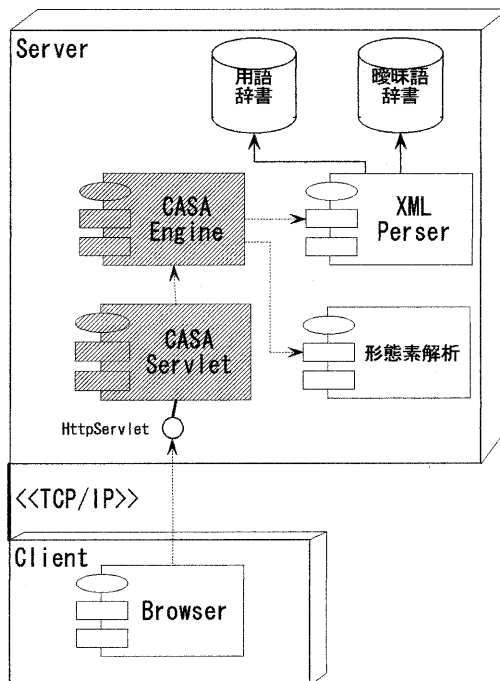 Server
用語
辞書
曖昧語
辞書
CASA
Engine
XML
Perser
CASA
Servlet
形態素解析
HttpServlet
<<TCP/IP>>
Client
Browser